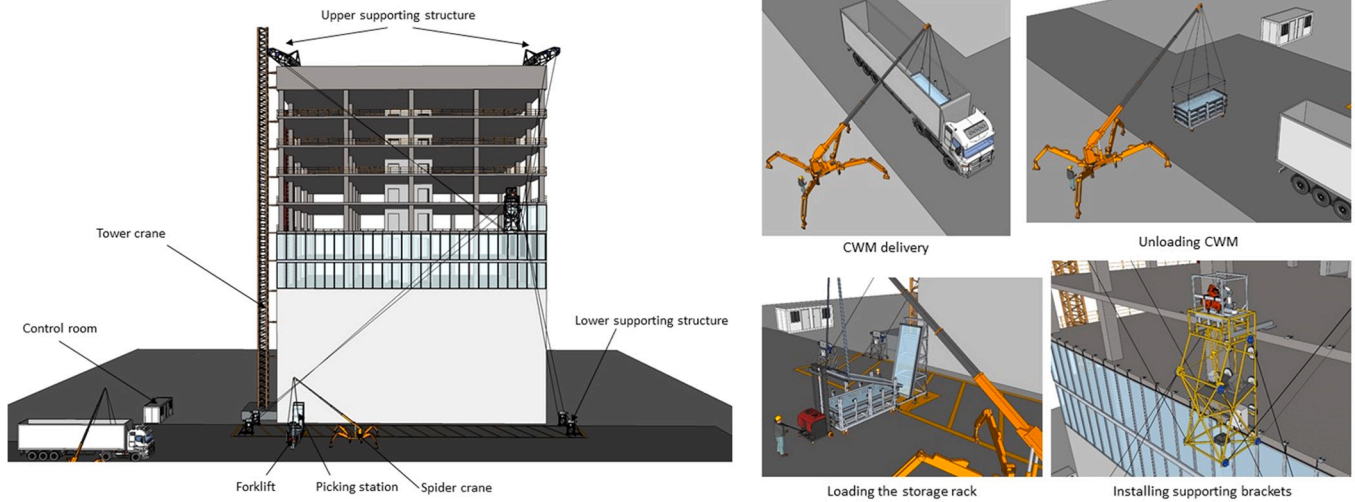 Upper supporting structure
Tower crane
Control room
Lower supporting structure
Forklift
Picking station
Spider crane
CWM delivery
Unloading CWM
Loading the storage rack
Installing supporting brackets